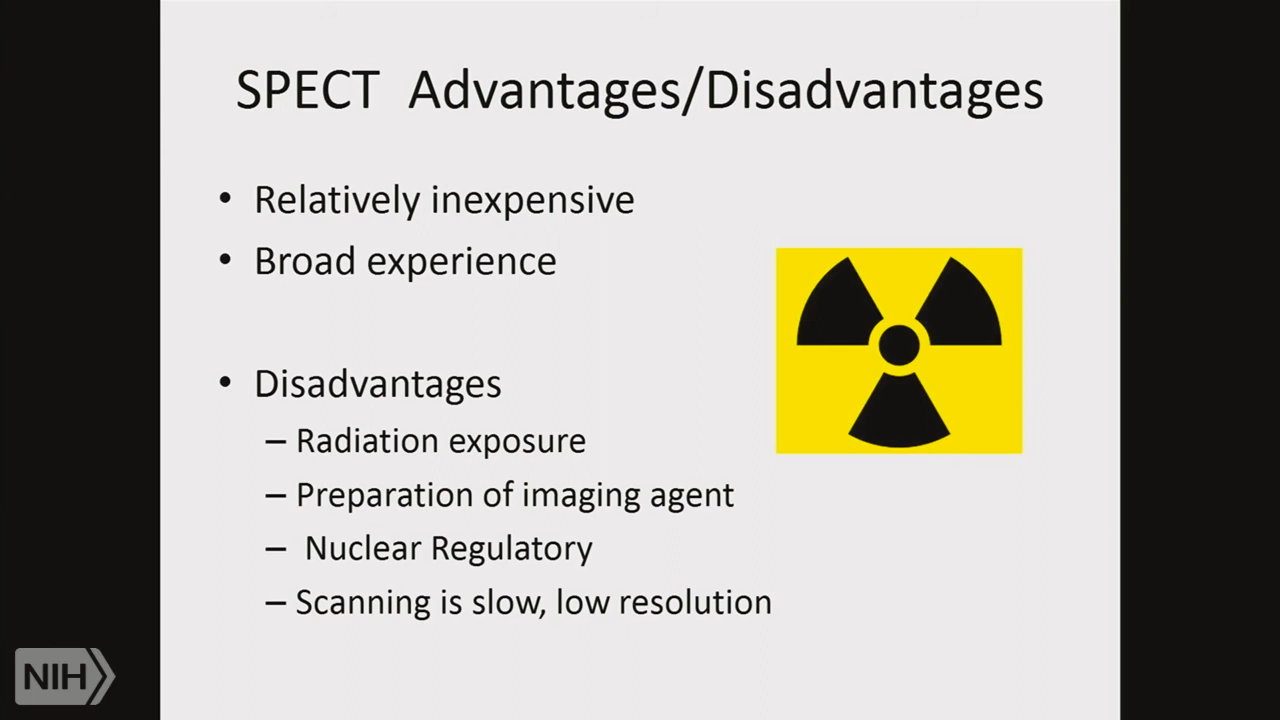 SPECT Advantages/Disadvantages
• Relatively inexpensive
• Broad experience
• Disadvantages
– Radiation exposure
– Preparation of imaging agent
– Nuclear Regulatory
– Scanning is slow, low resolution
NIH